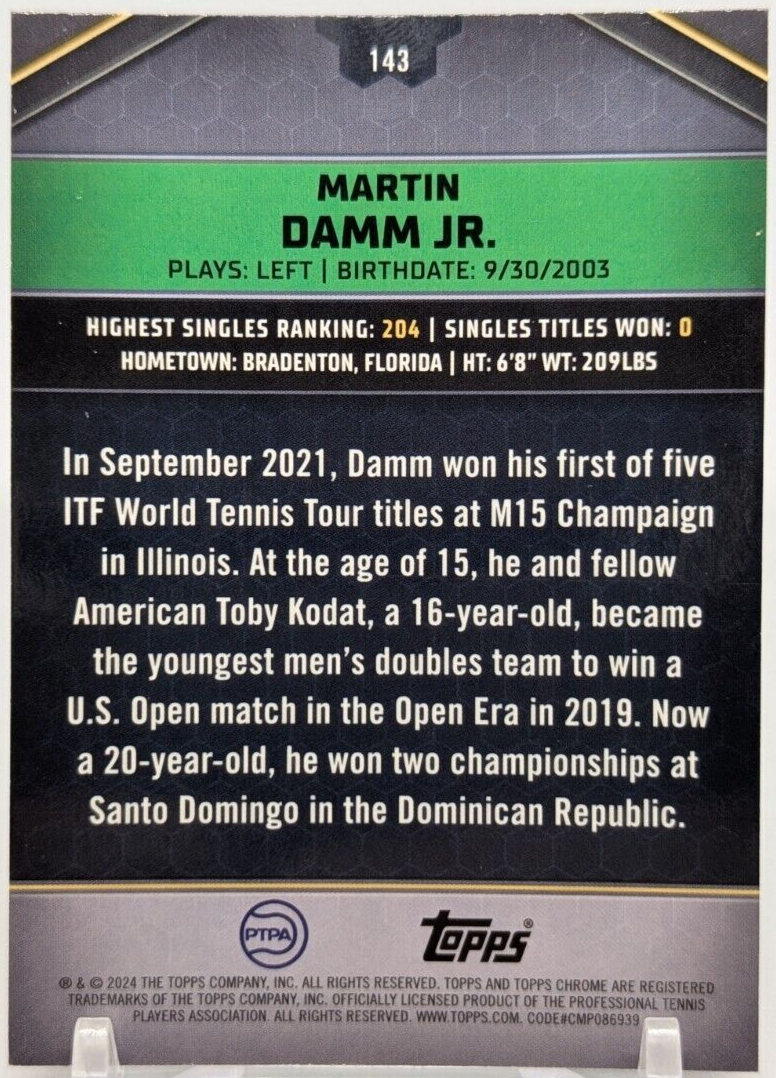 143
MARTIN
DAMM JR.
PLAYS: LEFT | BIRTHDATE: 9/30/2003
HIGHEST SINGLES RANKING: 204 | SINGLES TITLES WON: 0
HOMETOWN: BRADENTON, FLORIDA | HT: 6'8" WT: 209LBS
In September 2021, Damm won his first of five
ITF World Tennis Tour titles at M15 Champaign
in Illinois. At the age of 15, he and fellow
American Toby Kodat, a 16-year-old, became
the youngest men's doubles team to win a
U.S. Open match in the Open Era in 2019. Now
a 20-year-old, he won two championships at
Santo Domingo in the Dominican Republic.
PTPA topps®
® & © 2024 THE TOPPS COMPANY, INC. ALL RIGHTS RESERVED. TOPPS AND TOPPS CHROME ARE REGISTERED
TRADEMARKS OF THE TOPPS COMPANY, INC. OFFICIALLY LICENSED PRODUCT OF THE PROFESSIONAL TENNIS
PLAYERS ASSOCIATION. ALL RIGHTS RESERVED. WWW.TOPPS.COM. CODE#CMP086939